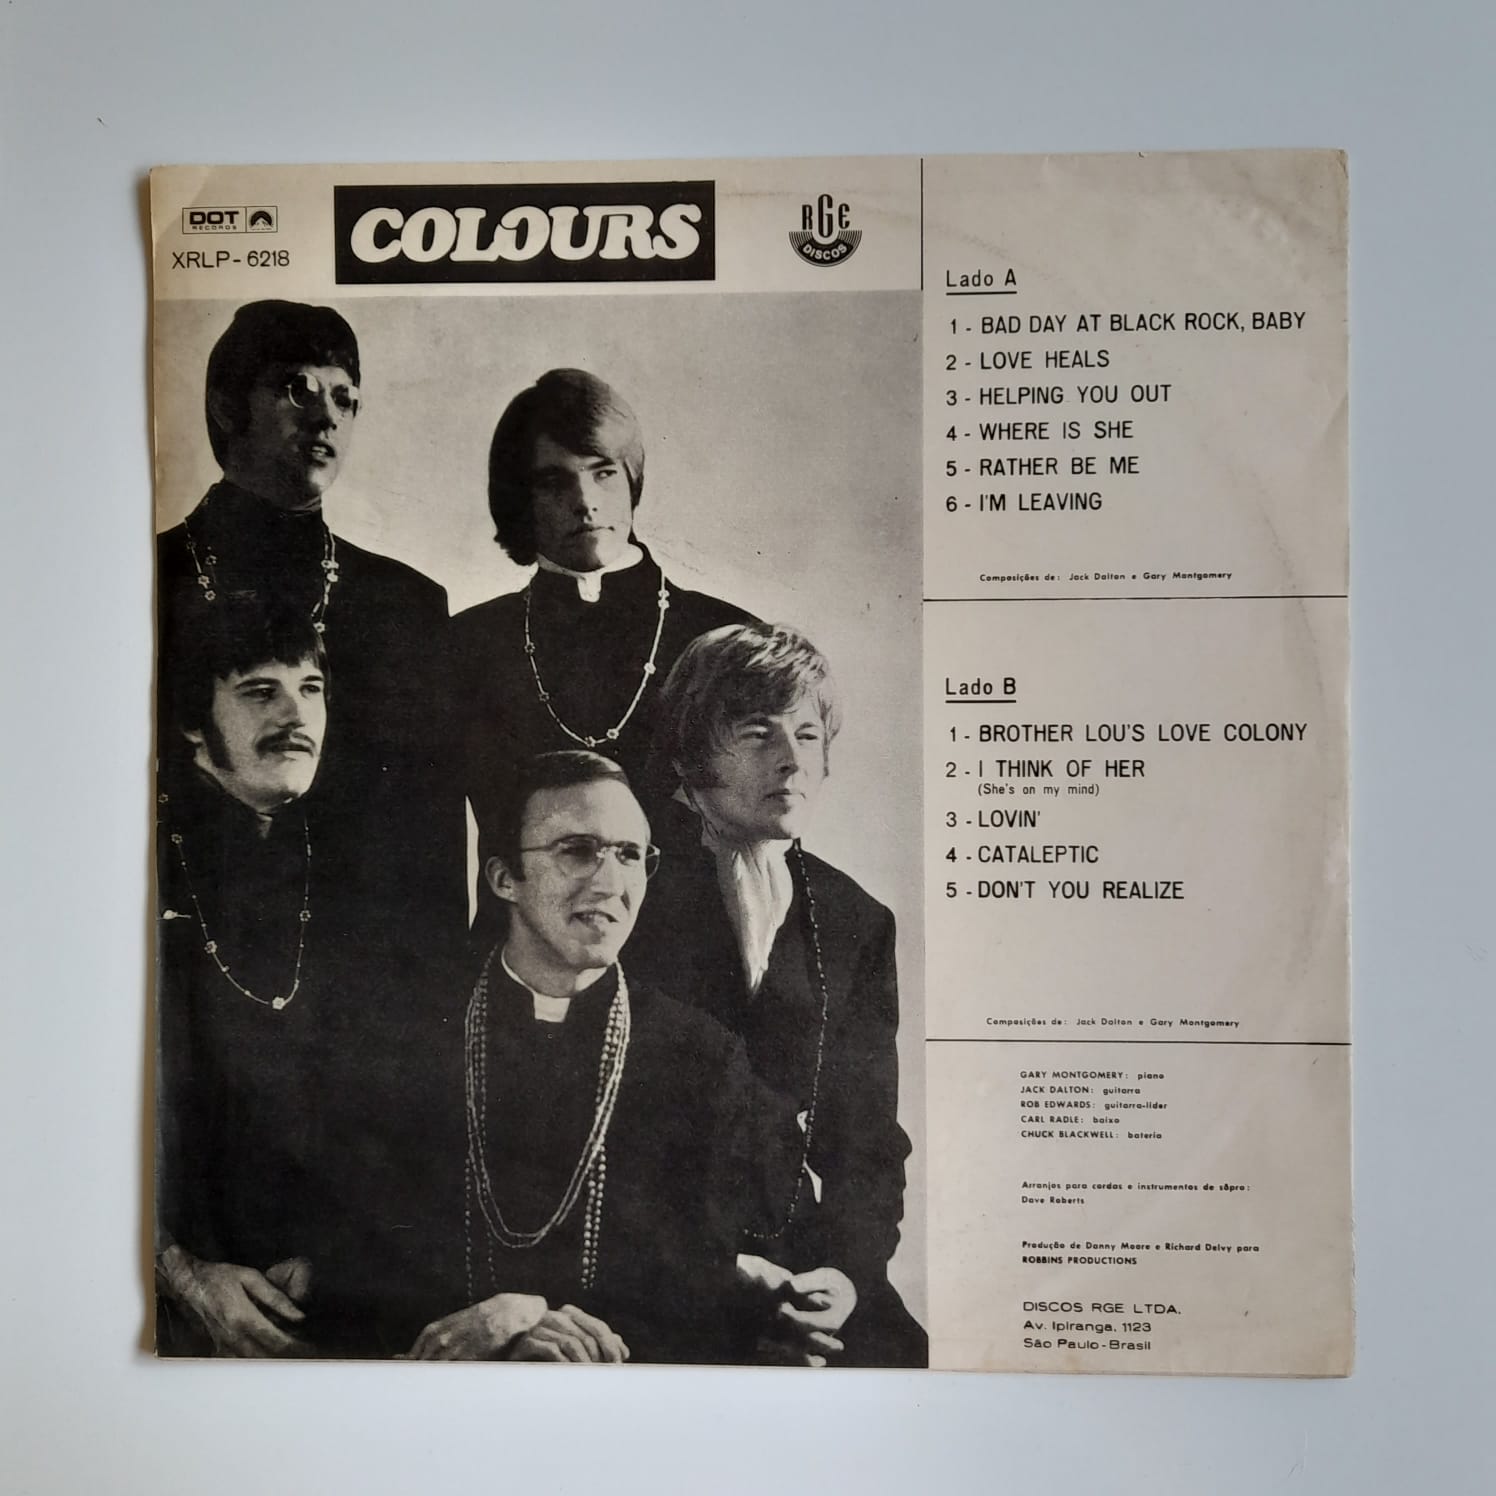 DOT
RECORDS
XRLP-6218
COLOURS
RGE
DISCOS
Lado A
1 - BAD DAY AT BLACK ROCK, BABY
2 - LOVE HEALS
3 - HELPING YOU OUT
4 - WHERE IS SHE
5 - RATHER BE ME
6 - I'M LEAVING
Composições de: Jack Dalton e Gary Montgomery
Lado B
1 - BROTHER LOU'S LOVE COLONY
2 - I THINK OF HER
(She's on my mind)
3 - LOVIN'
4 - CATALEPTIC
5 - DON'T YOU REALIZE
Composições de: Jack Dalton e Gary Montgomery
GARY MONTGOMERY: piano
JACK DALTON: guitarra
ROB EDWARDS: guitarra-líder
CARL RADLE: baixo
CHUCK BLACKWELL: bateria
Arranjos para cordas e instrumentos de sôpro:
Dave Roberts
Produção de Danny Moore e Richard Delvy para
ROBBINS PRODUCTIONS
DISCOS RGE LTDA.
Av. Ipiranga, 1123
São Paulo - Brasil